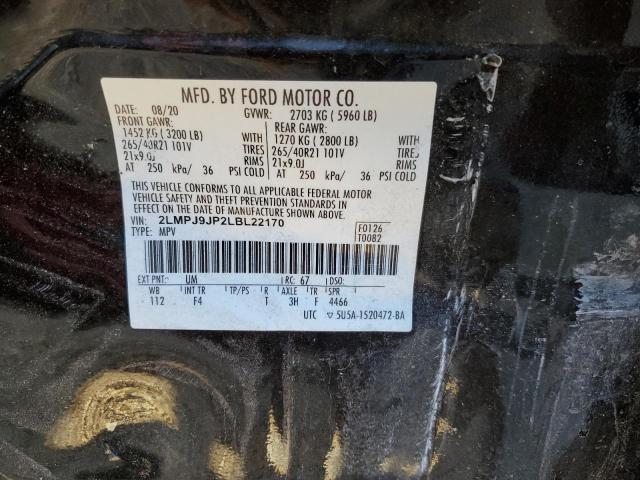 MFD. BY FORD MOTOR CO.
DATE: 08/20 GVWR: 2703 KG ( 5960 LB)
FRONT GAWR: REAR GAWR:
1452 KG ( 3200 LB) WITH 1270 KG ( 2800 LB) WITH
265/40R21 101V TIRES 265/40R21 101V TIRES
21x9.0J RIMS 21x9.0J RIMS
AT 250 kPa/ 36 PSI COLD AT 250 kPa/ 36 PSI COLD
THIS VEHICLE CONFORMS TO ALL APPLICABLE FEDERAL MOTOR
VEHICLE SAFETY AND THEFT PREVENTION STANDARDS IN
EFFECT ON THE DATE OF MANUFACTURE SHOWN ABOVE.
VIN: 2LMPJ9JP2LBL22170 F0126
TYPE: MPV T0082
EXT PNT: UM RC: 67 DSO:
WB INT TR TP/PS R AXLE TR SPR
112 F4 T 3H F 4466
UTC ▽ 5U5A-1520472-BA